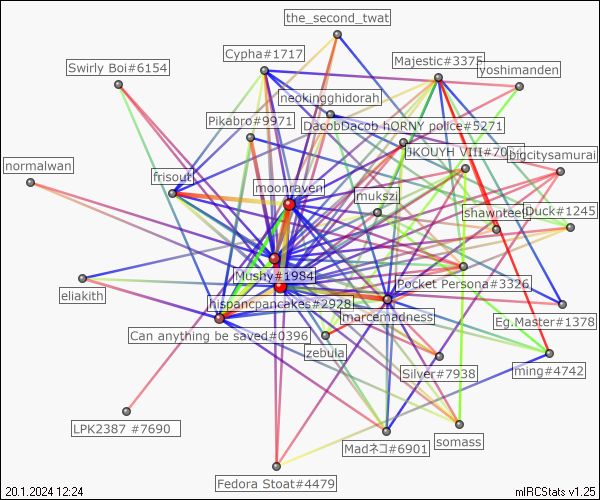 the_second_twat
Cypha#1717
Majestic#3375
Swirly Boi#6154
yoshimanden
neokingghidorah
Pikabro#9971
DacobDacob hORNY police#5271
JKOUYH VIII#70
bigcitysamurai
normalwan
frisout
moonraven
mukszi
shawnteet
Duck#1245
Mushy#1984
Pocket Persona#3326
eliakith
hispancpancakes#2928
marcemadness
Eg.Master#1378
Can anything be saved#0396
zebula
Silver#7938
ming#4742
LPK2387 #7690
Madネコ#6901
somass
Fedora Stoat#4479
20.1.2024 12:24
mIRCStats v1.25